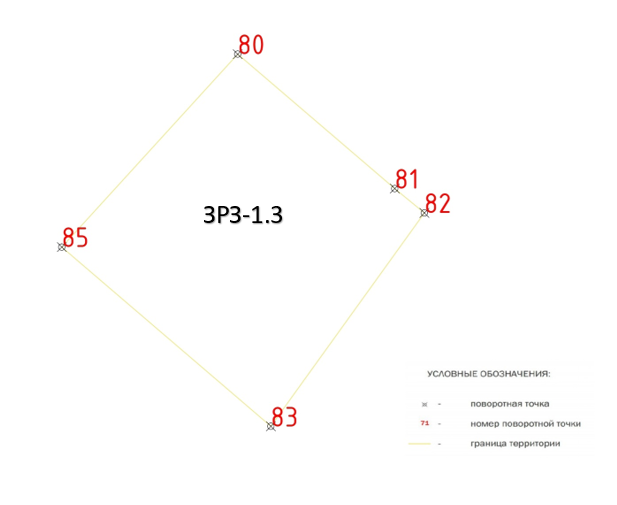 80
81
82
ЗРЗ-1.3
85
83
УСЛОВНЫЕ ОБОЗНАЧЕНИЯ:
- поворотная точка
71 - номер поворотной точки
- граница территории